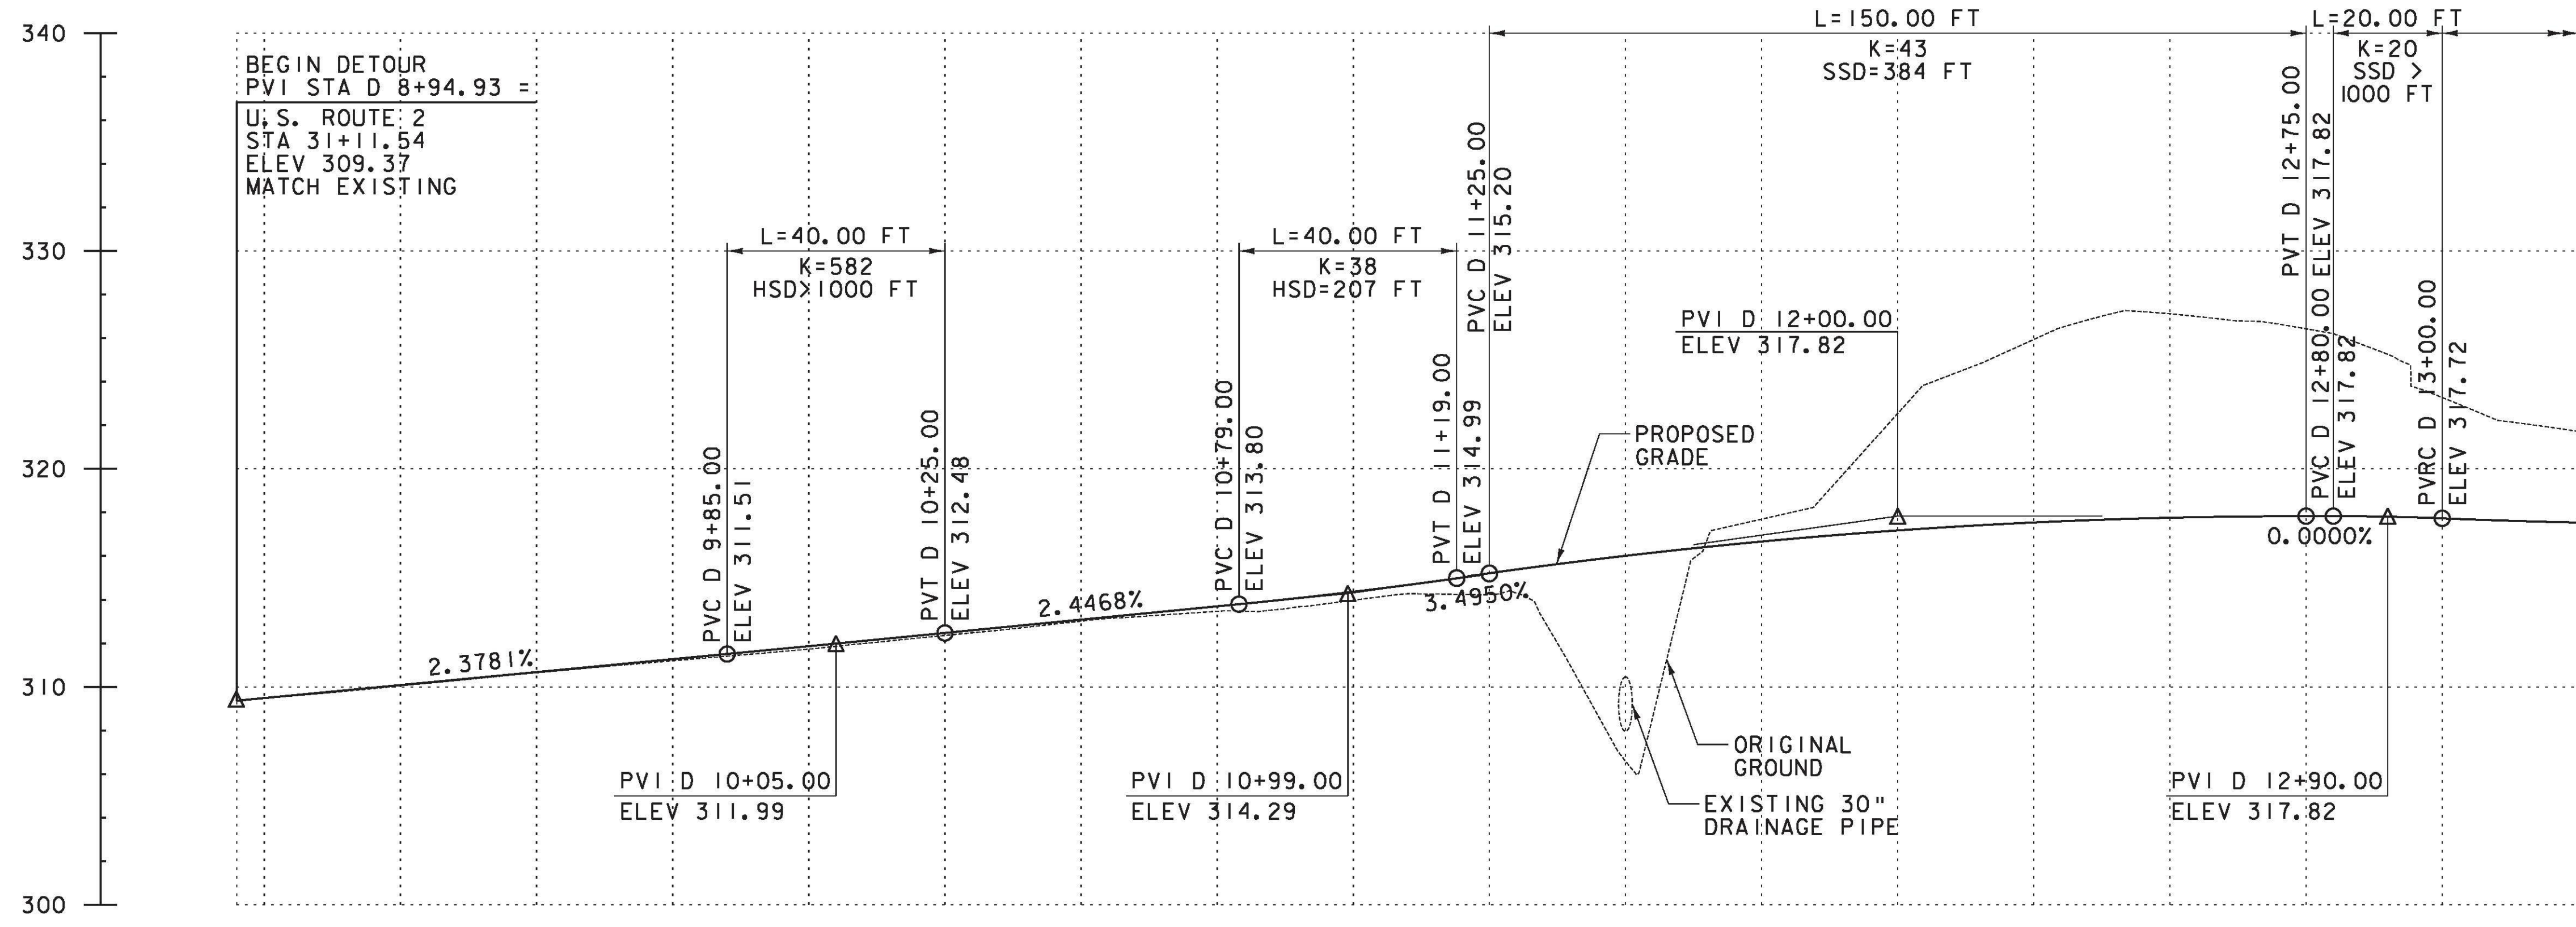 340
330
320
310
300
BEGIN DETOUR
PVI STA D 8+94.93 =
U.S. ROUTE 2
STA 31+11.54
ELEV 309.37
MATCH EXISTING
2.3781%
L=40.00 FT
K=582
HSD>1000 FT
PVC D 9+85.00
ELEV 311.51
PVI D 10+05.00
ELEV 311.99
PVT D 10+25.00
ELEV 312.48
2.4468%
L=40.00 FT
K=38
HSD=207 FT
PVC D 10+79.00
ELEV 313.80
PVI D 10+99.00
ELEV 314.29
PVT D 11+19.00
ELEV 314.99
3.4950%
PVC D 11+25.00
ELEV 315.20
L=150.00 FT
K=43
SSD=384 FT
PVI D 12+00.00
ELEV 317.82
PROPOSED
GRADE
ORIGINAL
GROUND
EXISTING 30"
DRAINAGE PIPE
PVT D 12+75.00
ELEV 317.82
0.0000%
L=20.00 FT
K=20
SSD >
1000 FT
PVC D 12+80.00
ELEV 317.82
PVI D 12+90.00
ELEV 317.82
PVRC D 13+00.00
ELEV 317.72